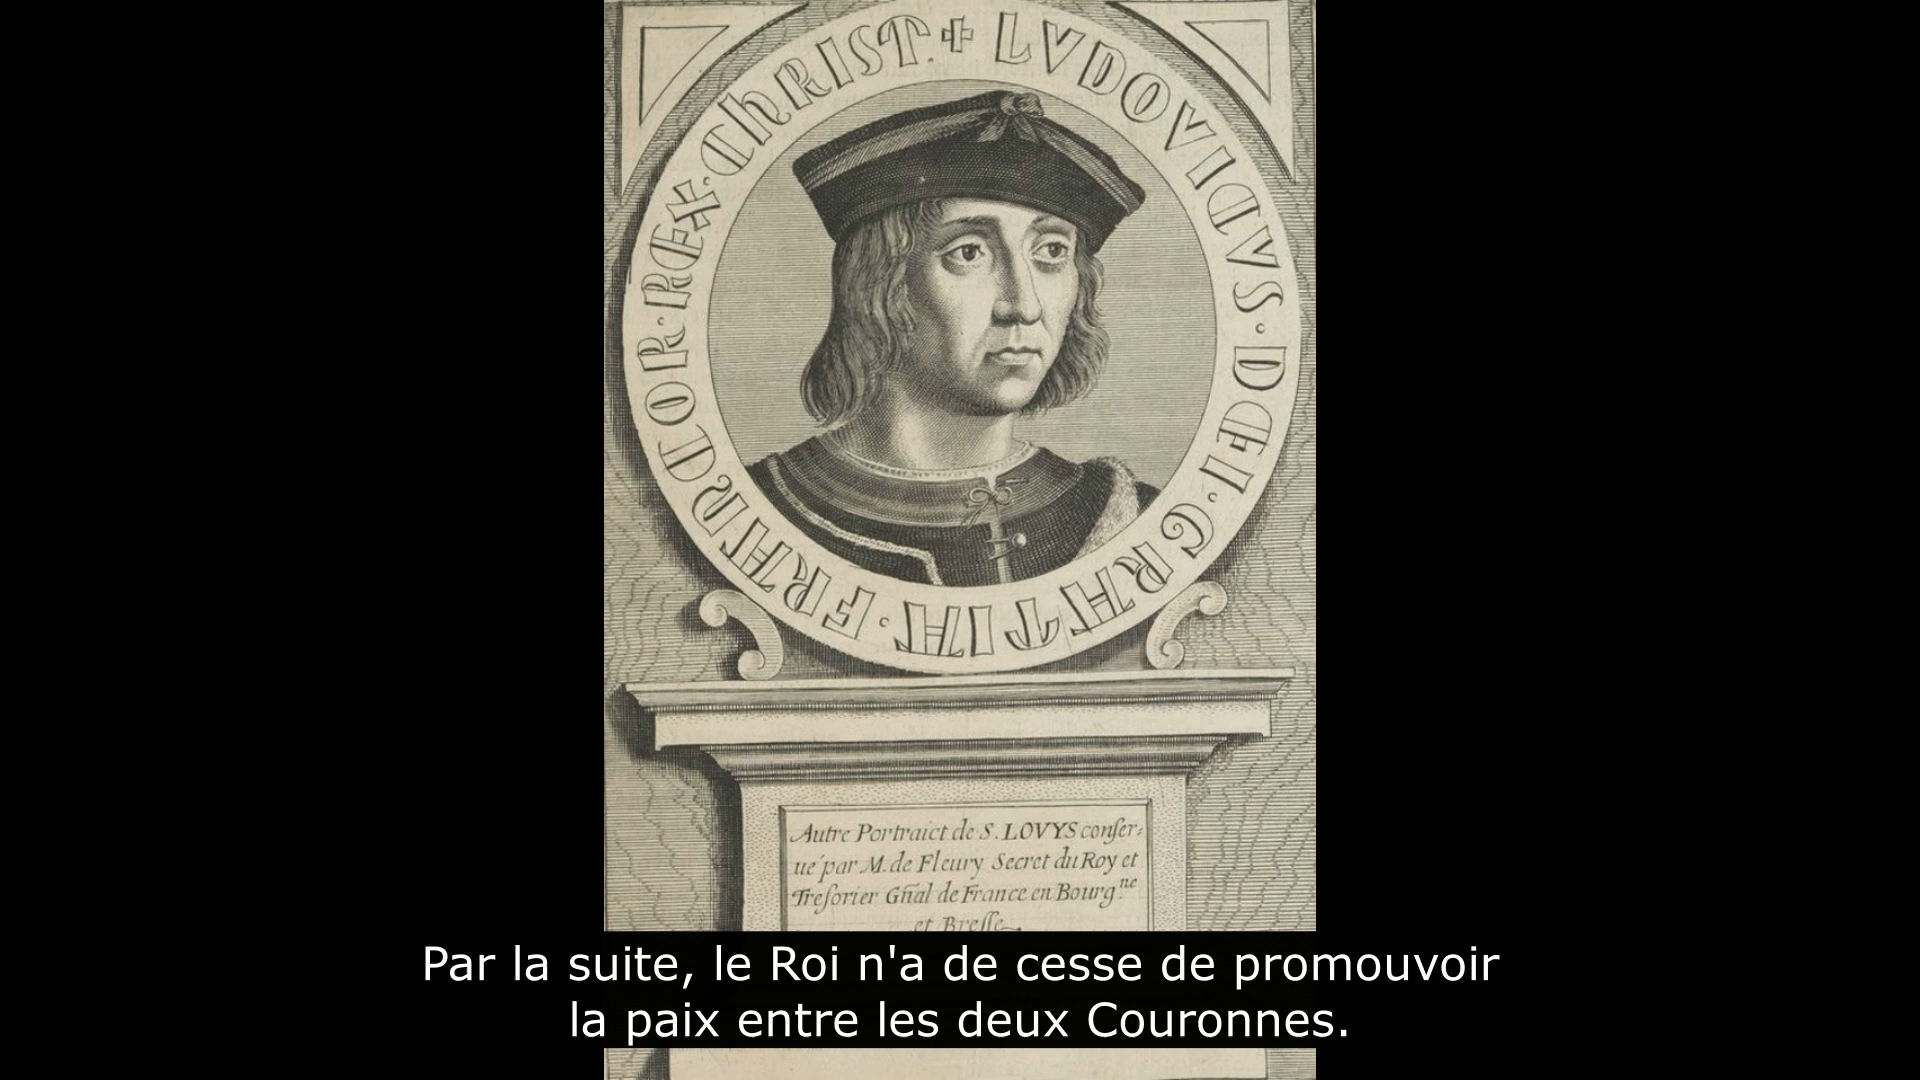 + LVDOVICVS · DEI · GRATIA · FRANCOR · REX · CHRIST.
Autre Portraict de S. LOVYS conser-
ué par M. de Fleury Secret du Roy et
Tresorier Gñal de France en Bourg.ne
et Bresse
Par la suite, le Roi n'a de cesse de promouvoir
la paix entre les deux Couronnes.